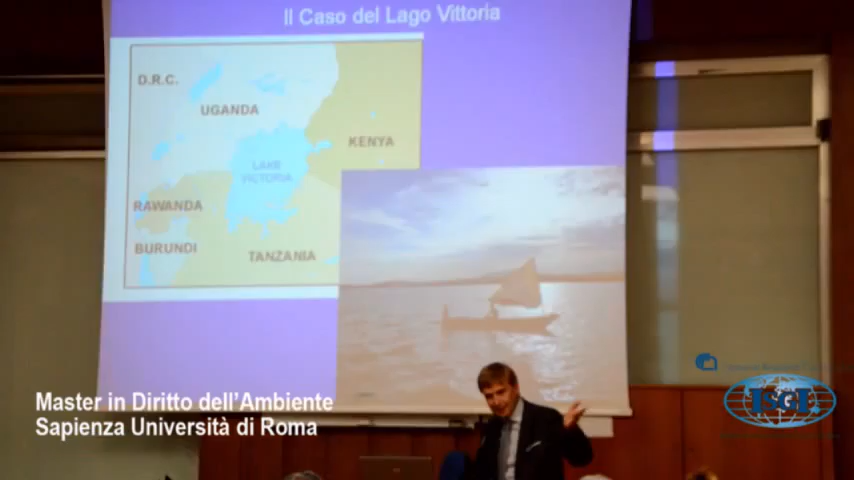 Il Caso del Lago Vittoria
D.R.C.
UGANDA
KENYA
LAKE
VICTORIA
RAWANDA
BURUNDI
TANZANIA
Master in Diritto dell'Ambiente
Sapienza Università di Roma
ISGI